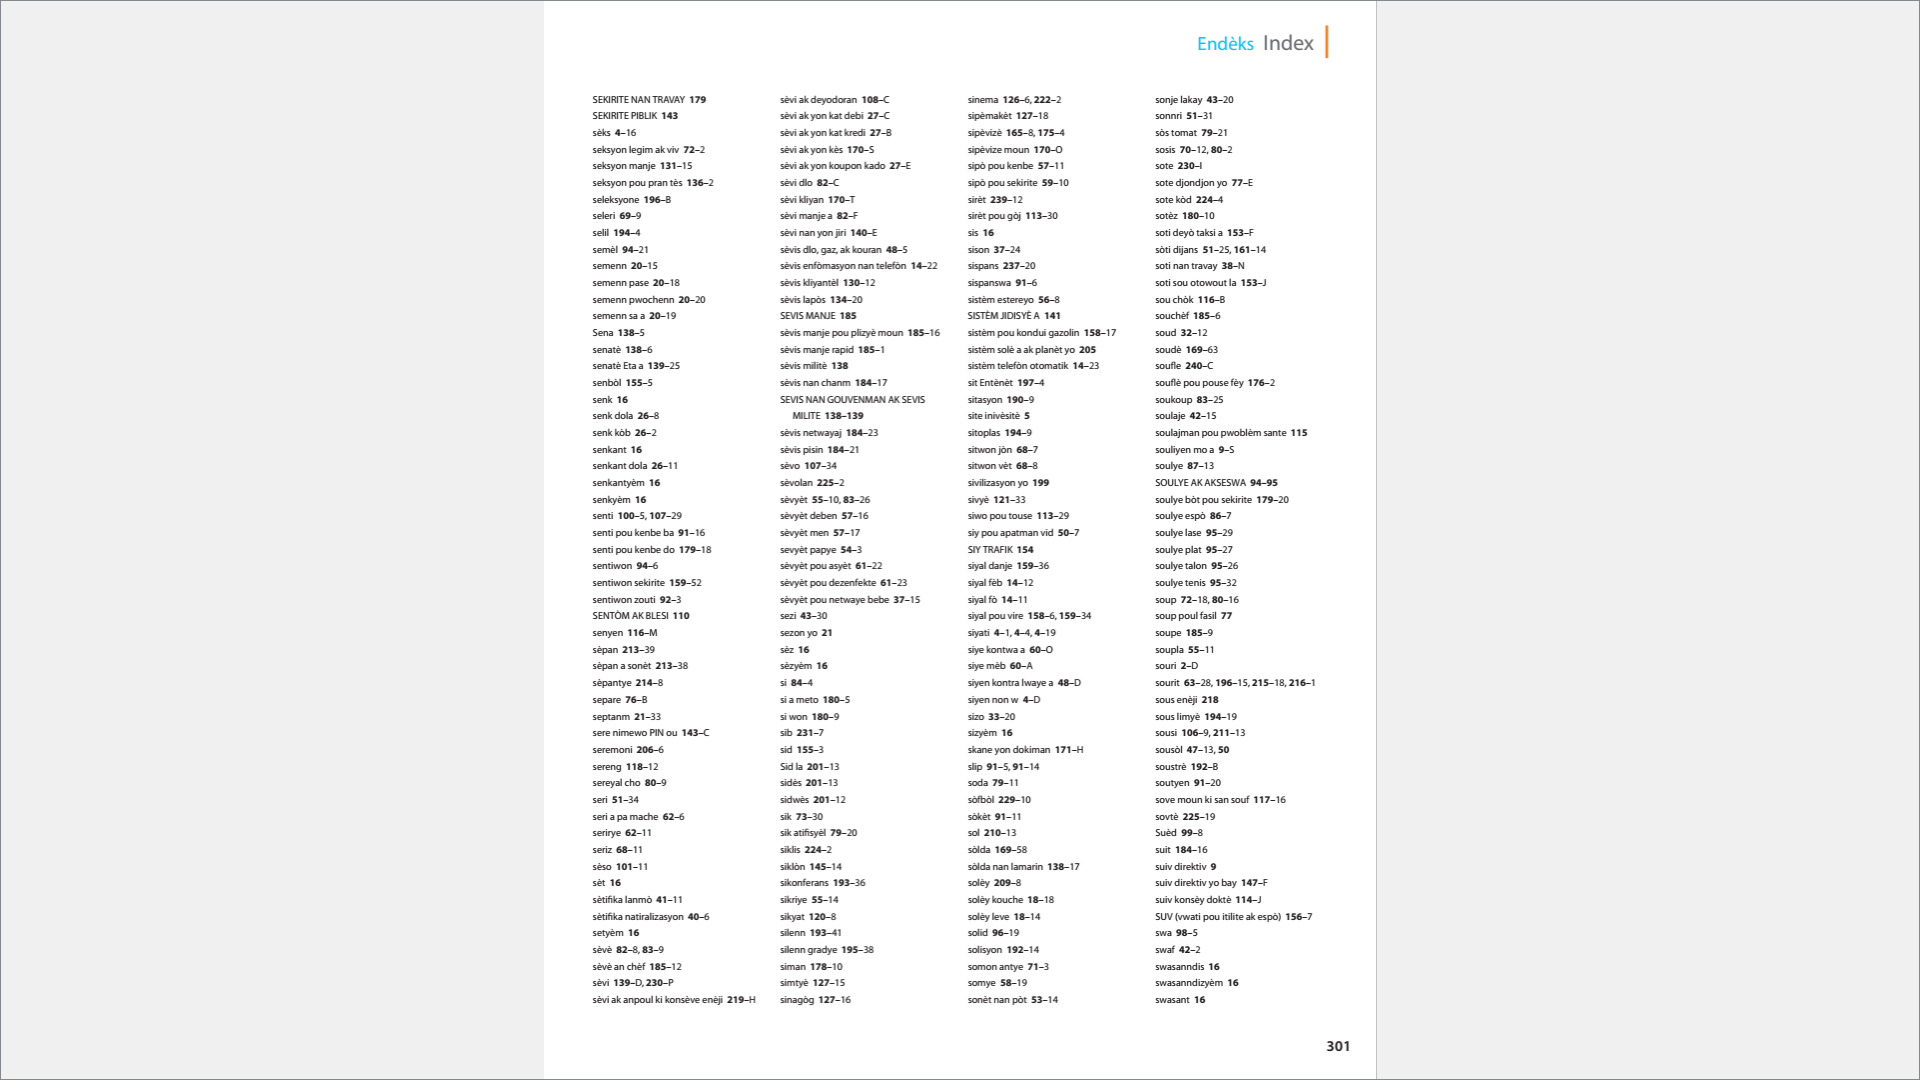 Endèks Index
SEKIRITE NAN TRAVAY 179
SEKIRITE PIBLIK 143
sèks 4–16
seksyon legim ak viv 72–2
seksyon manje 131–15
seksyon pou pran tès 136–2
seleksyone 196–B
seleri 69–9
selil 194–4
semèl 94–21
semenn 20–15
semenn pase 20–18
semenn pwochenn 20–20
semenn sa a 20–19
Sena 138–5
senatè 138–6
senatè Eta a 139–25
senbòl 155–5
senk 16
senk dola 26–8
senk kòb 26–2
senkant 16
senkant dola 26–11
senkantyèm 16
senkyèm 16
senti 100–5, 107–29
senti pou kenbe ba 91–16
senti pou kenbe do 179–18
sentiwon 94–6
sentiwon sekirite 159–52
sentiwon zouti 92–3
SENTÒM AK BLESI 110
senyen 116–M
sèpan 213–39
sèpan a sonèt 213–38
sèpantye 214–8
separe 76–B
septanm 21–33
sere nimewo PIN ou 143–C
seremoni 206–6
sereng 118–12
sereyal cho 80–9
seri 51–34
seri a pa mache 62–6
serirye 62–11
seriz 68–11
sèso 101–11
sèt 16
sètifika lanmò 41–11
sètifika natiralizasyon 40–6
setyèm 16
sèvè 82–8, 83–9
sèvè an chèf 185–12
sèvi 139–D, 230–P
sèvi ak anpoul ki konsève enèji 219–H
sèvi ak deyodoran 108–C
sèvi ak yon kat debi 27–C
sèvi ak yon kat kredi 27–B
sèvi ak yon kès 170–S
sèvi ak yon koupon kado 27–E
sèvi dlo 82–C
sèvi kliyan 170–T
sèvi manje a 82–F
sèvi nan yon jiri 140–E
sèvis dlo, gaz, ak kouran 48–5
sèvis enfòmasyon nan telefòn 14–22
sèvis kliyantèl 130–12
sèvis lapòs 134–20
SEVIS MANJE 185
sèvis manje pou plizyè moun 185–16
sèvis manje rapid 185–1
sèvis militè 138
sèvis nan chanm 184–17
SEVIS NAN GOUVENMAN AK SEVIS
MILITE 138–139
sèvis netwayaj 184–23
sèvis pisin 184–21
sèvo 107–34
sèvolan 225–2
sèvyèt 55–10, 83–26
sèvyèt deben 57–16
sèvyèt men 57–17
sevyèt papye 54–3
sèvyèt pou asyèt 61–22
sèvyèt pou dezenfekte 61–23
sèvyèt pou netwaye bebe 37–15
sezi 43–30
sezon yo 21
sèz 16
sèzyèm 16
si 84–4
si a meto 180–5
si won 180–9
sib 231–7
sid 155–3
Sid la 201–13
sidès 201–13
sidwès 201–12
sik 73–30
sik atifisyèl 79–20
siklis 224–2
siklòn 145–14
sikonferans 193–36
sikriye 55–14
sikyat 120–8
silenn 193–41
silenn gradye 195–38
siman 178–10
simtyè 127–15
sinagòg 127–16
sinema 126–6, 222–2
sipèmakèt 127–18
sipèvizè 165–8, 175–4
sipèvize moun 170–O
sipò pou kenbe 57–11
sipò pou sekirite 59–10
sirèt 239–12
sirèt pou gòj 113–30
sis 16
sison 37–24
sispans 237–20
sispanswa 91–6
sistèm estereyo 56–8
SISTÈM JIDISYÈ A 141
sistèm pou kondui gazolin 158–17
sistèm solè a ak planèt yo 205
sistèm telefòn otomatik 14–23
sit Entènèt 197–4
sitasyon 190–9
site inivèsitè 5
sitoplas 194–9
sitwon jòn 68–7
sitwon vèt 68–8
sivilizasyon yo 199
sivyè 121–33
siwo pou touse 113–29
siy pou apatman vid 50–7
SIY TRAFIK 154
siyal danje 159–36
siyal fèb 14–12
siyal fò 14–11
siyal pou vire 158–6, 159–34
siyati 4–1, 4–4, 4–19
siye kontwa a 60–O
siye mèb 60–A
siyen kontra lwaye a 48–D
siyen non w 4–D
sizo 33–20
sizyèm 16
skane yon dokiman 171–H
slip 91–5, 91–14
soda 79–11
sòfbòl 229–10
sòkèt 91–11
sol 210–13
sòlda 169–58
sòlda nan lamarin 138–17
solèy 209–8
solèy kouche 18–18
solèy leve 18–14
solid 96–19
solisyon 192–14
somon antye 71–3
somye 58–19
sonèt nan pòt 53–14
sonje lakay 43–20
sonnri 51–31
sòs tomat 79–21
sosis 70–12, 80–2
sote 230–I
sote djondjon yo 77–E
sote kòd 224–4
sotèz 180–10
soti deyò taksi a 153–F
sòti dijans 51–25, 161–14
soti nan travay 38–N
soti sou otowout la 153–J
sou chòk 116–B
souchèf 185–6
soud 32–12
soudè 169–63
soufle 240–C
souflè pou pouse fèy 176–2
soukoup 83–25
soulaje 42–15
soulajman pou pwoblèm sante 115
souliyen mo a 9–5
soulye 87–13
SOULYE AK AKSESWA 94–95
soulye bòt pou sekirite 179–20
soulye espò 86–7
soulye lase 95–29
soulye plat 95–27
soulye talon 95–26
soulye tenis 95–32
soup 72–18, 80–16
soup poul fasil 77
soupe 185–9
soupla 55–11
souri 2–D
sourit 63–28, 196–15, 215–18, 216–1
sous enèji 218
sous limyè 194–19
sousi 106–9, 211–13
sousòl 47–13, 50
soustrè 192–B
soutyen 91–20
sove moun ki san souf 117–16
sovtè 225–19
Suèd 99–8
suit 184–16
suiv direktiv 9
suiv direktiv yo bay 147–F
suiv konsèy doktè 114–J
SUV (vwati pou itilite ak espò) 156–7
swa 98–5
swaf 42–2
swasanndis 16
swasanndizyèm 16
swasant 16
301